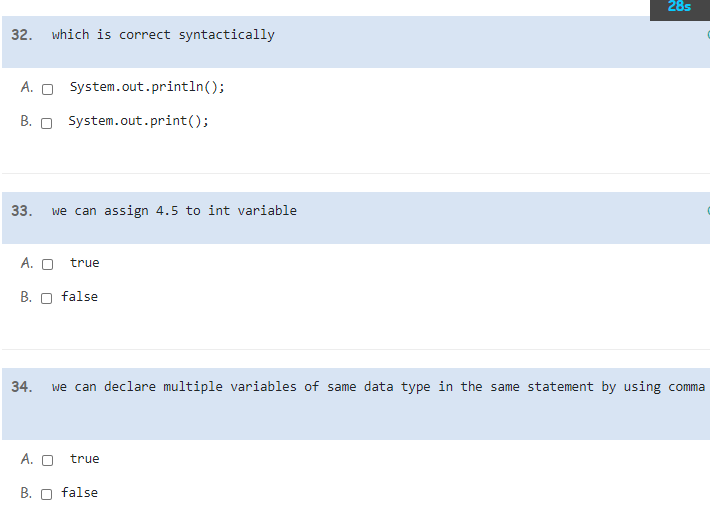 28s
32. which is correct syntactically
A. System.out.println();
B. System.out.print();
33. we can assign 4.5 to int variable
A. true
B. false
34. we can declare multiple variables of same data type in the same statement by using comma
A. true
B. false